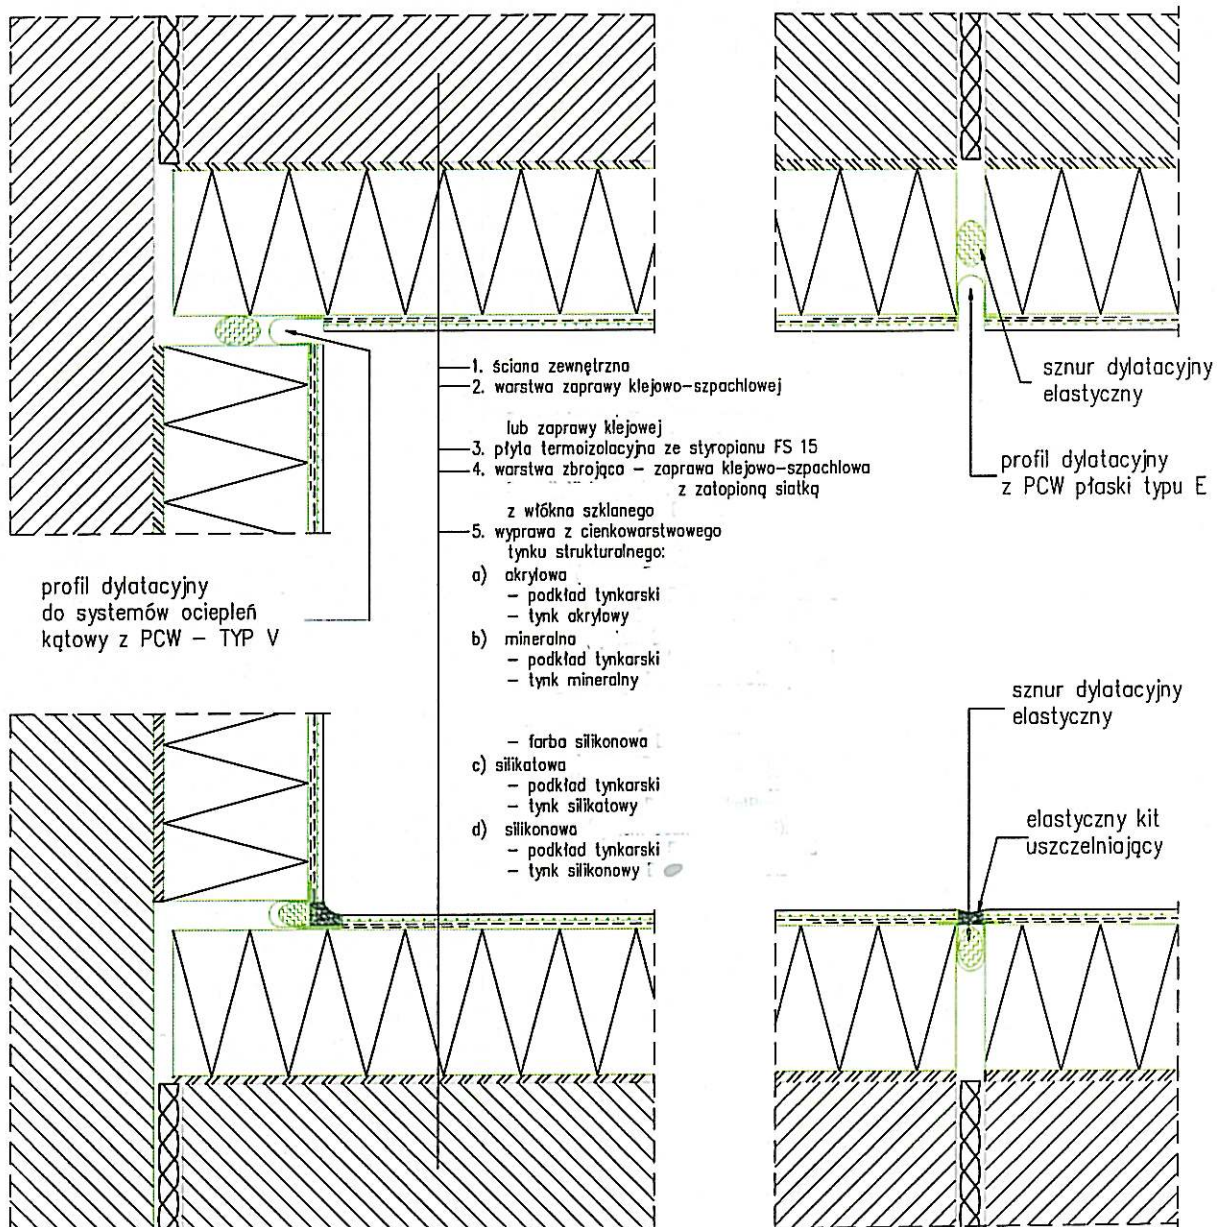 1. ściana zewnętrzna
2. warstwa zaprawy klejowo-szpachlowej
lub zaprawy klejowej
3. płyta termoizolacyjna ze styropianu FS 15
4. warstwa zbrojąca – zaprawa klejowo-szpachlowa
z zatopioną siatką
z włókna szklanego
5. wyprawa z cienkowarstwowego
tynku strukturalnego:
a) akrylowa
– podkład tynkarski
– tynk akrylowy
b) mineralna
– podkład tynkarski
– tynk mineralny
– farba silikonowa
c) silikatowa
– podkład tynkarski
– tynk silikatowy
d) silikonowa
– podkład tynkarski
– tynk silikonowy
profil dylatacyjny
do systemów ociepleń
kątowy z PCW – TYP V
sznur dylatacyjny
elastyczny
profil dylatacyjny
z PCW płaski typu E
sznur dylatacyjny
elastyczny
elastyczny kit
uszczelniający